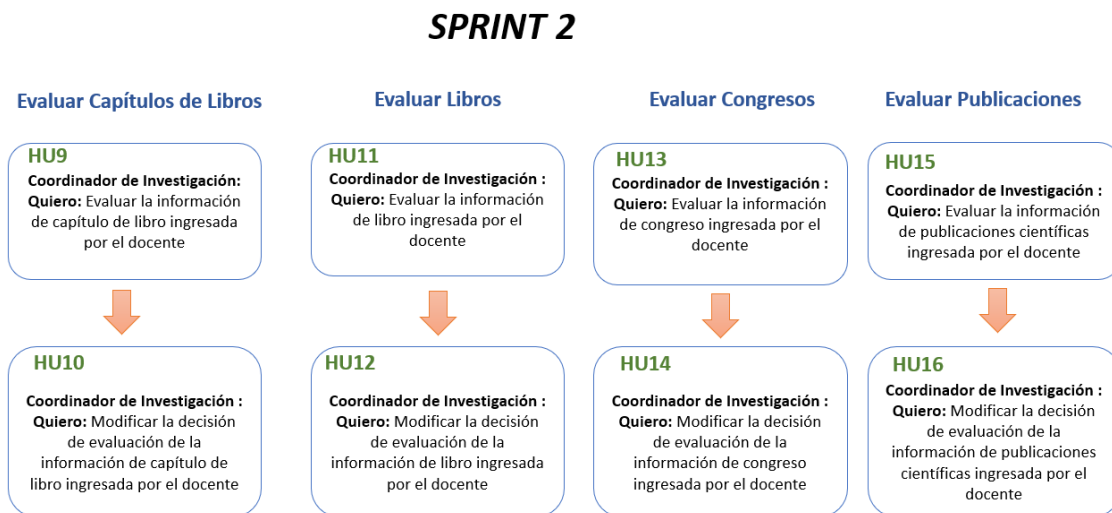 SPRINT 2
Evaluar Capítulos de Libros
Evaluar Libros
Evaluar Congresos
Evaluar Publicaciones
HU9
Coordinador de Investigación:
Quiero: Evaluar la información
de capítulo de libro ingresada
por el docente
HU11
Coordinador de Investigación :
Quiero: Evaluar la información
de libro ingresada por el
docente
HU13
Coordinador de Investigación :
Quiero: Evaluar la información
de congreso ingresada por el
docente
HU15
Coordinador de Investigación :
Quiero: Evaluar la información
de publicaciones científicas
ingresada por el docente
HU10
Coordinador de Investigación :
Quiero: Modificar la decisión
de evaluación de la
información de capítulo de
libro ingresada por el docente
HU12
Coordinador de Investigación :
Quiero: Modificar la decisión
de evaluación de la
información de libro ingresada
por el docente
HU14
Coordinador de Investigación :
Quiero: Modificar la decisión
de evaluación de la
información de congreso
ingresada por el docente
HU16
Coordinador de Investigación :
Quiero: Modificar la decisión
de evaluación de la
información de publicaciones
científicas ingresada por el
docente